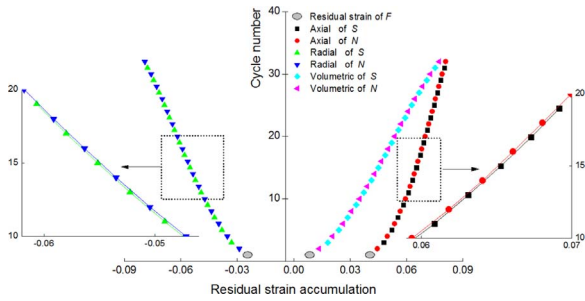 Residual strain of F
Axial of S
Axial of N
Radial of S
Radial of N
Volumetric of S
Volumetric of N
Cycle number
40
30
20
10
20
15
10
-0.06
-0.05
20
15
10
0.06
0.07
-0.09
-0.06
-0.03
0.00
0.03
0.06
0.09
Residual strain accumulation